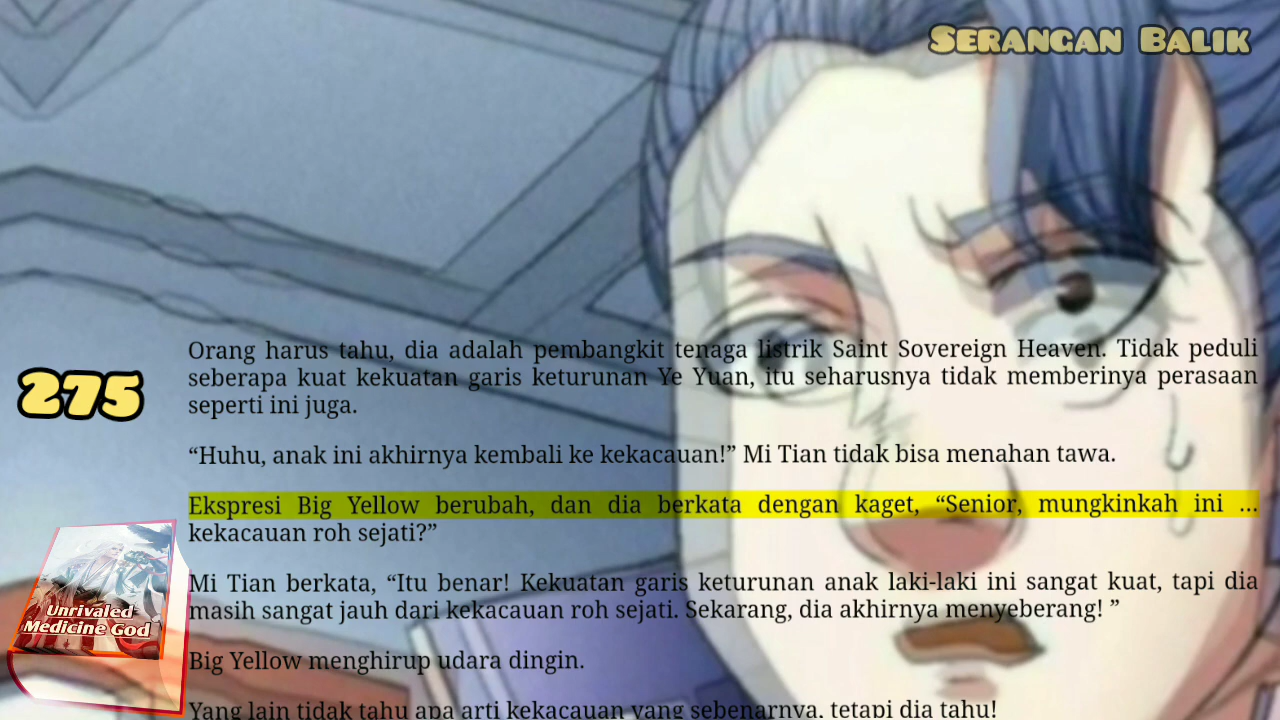 Serangan Balik
Orang harus tahu, dia adalah pembangkit tenaga listrik Saint Sovereign Heaven. Tidak peduli
seberapa kuat kekuatan garis keturunan Ye Yuan, itu seharusnya tidak memberinya perasaan
seperti ini juga.
275
“Huhu, anak ini akhirnya kembali ke kekacauan!” Mi Tian tidak bisa menahan tawa.
Ekspresi Big Yellow berubah, dan dia berkata dengan kaget, “Senior, mungkinkah ini ...
kekacauan roh sejati?”
Mi Tian berkata, “Itu benar! Kekuatan garis keturunan anak laki-laki ini sangat kuat, tapi dia
masih sangat jauh dari kekacauan roh sejati. Sekarang, dia akhirnya menyeberang! ”
Unrivaled
Medicine God
Big Yellow menghirup udara dingin.
Yang lain tidak tahu apa arti kekacauan yang sebenarnya, tetapi dia tahu!